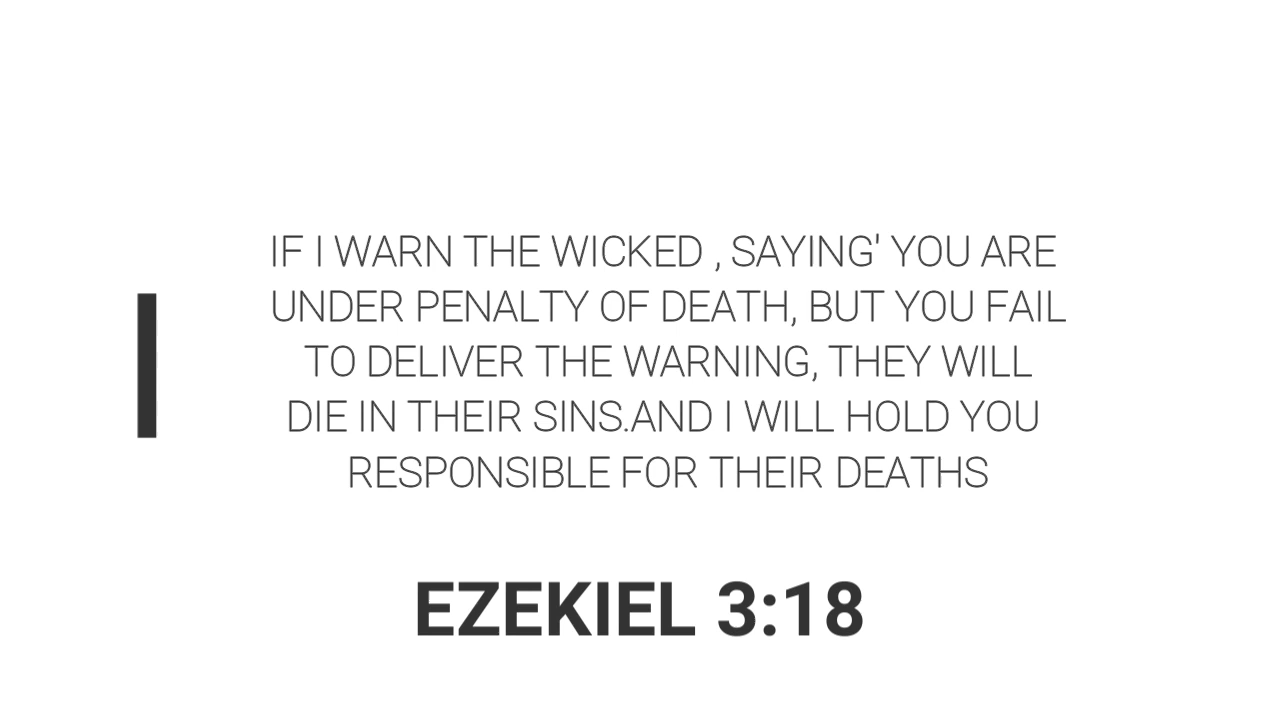 IF I WARN THE WICKED , SAYING' YOU ARE
UNDER PENALTY OF DEATH, BUT YOU FAIL
TO DELIVER THE WARNING, THEY WILL
DIE IN THEIR SINS.AND I WILL HOLD YOU
RESPONSIBLE FOR THEIR DEATHS
EZEKIEL 3:18